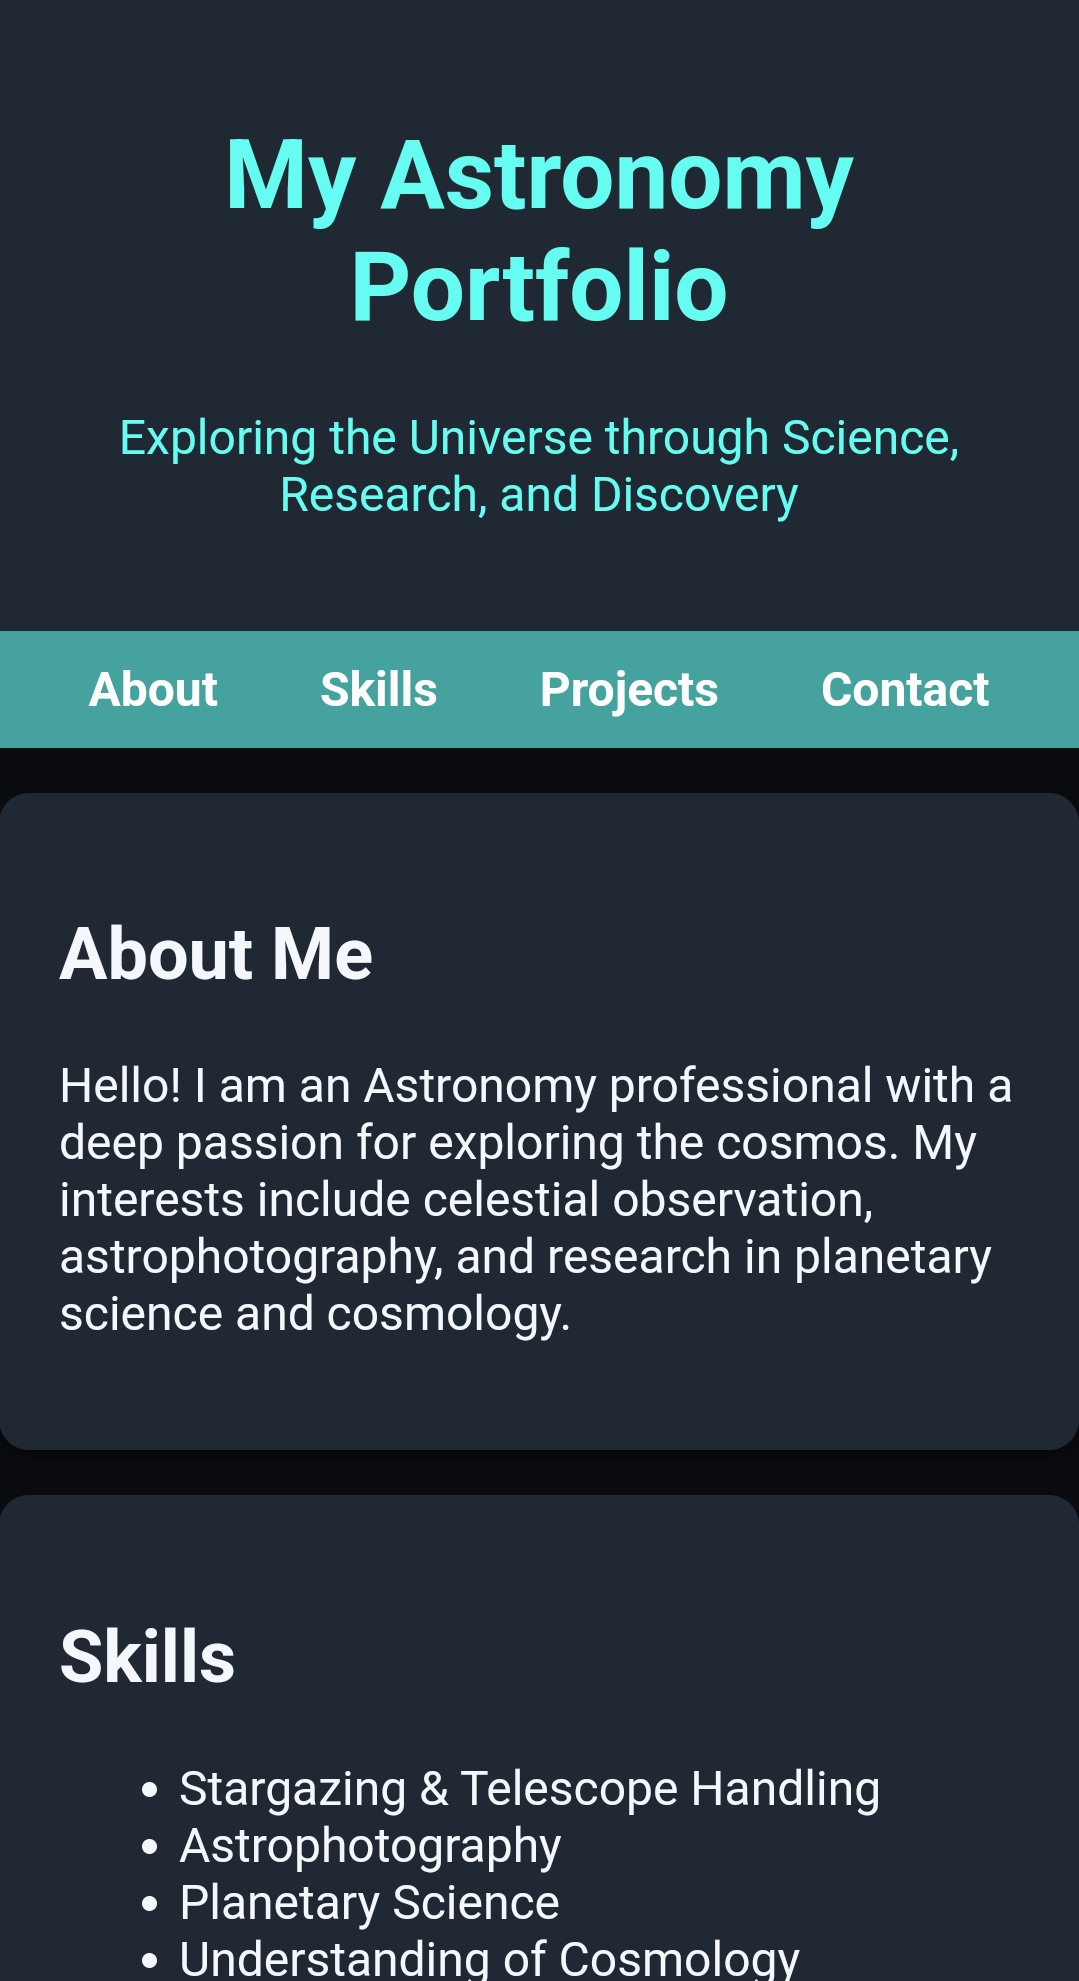 My Astronomy
Portfolio
Exploring the Universe through Science,
Research, and Discovery
About Skills Projects Contact
About Me
Hello! I am an Astronomy professional with a
deep passion for exploring the cosmos. My
interests include celestial observation,
astrophotography, and research in planetary
science and cosmology.
Skills
• Stargazing & Telescope Handling
• Astrophotography
• Planetary Science
• Understanding of Cosmology